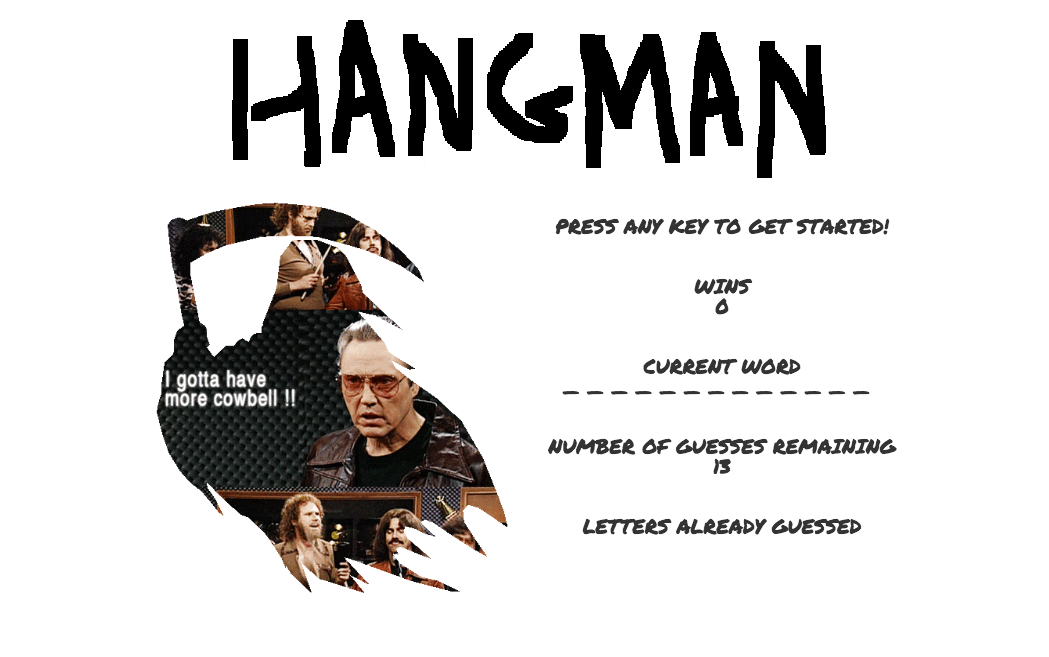 HANGMAN
PRESS ANY KEY TO GET STARTED!
WINS
0
I gotta have
more cowbell !!
CURRENT WORD
_ _ _ _ _ _ _ _ _ _ _ _ _
NUMBER OF GUESSES REMAINING
13
LETTERS ALREADY GUESSED